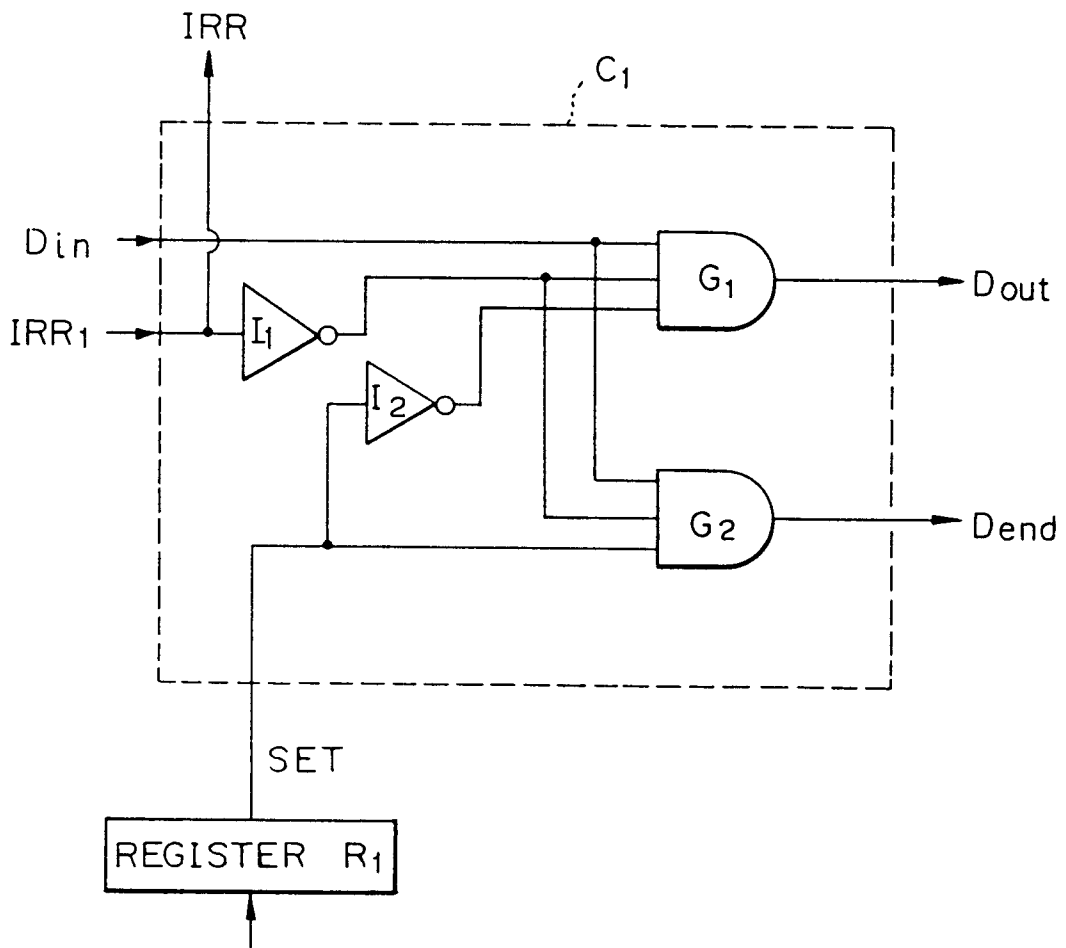 IRR
C1
Din
G1
Dout
IRR1
I1
I2
G2
Dend
SET
REGISTER R1